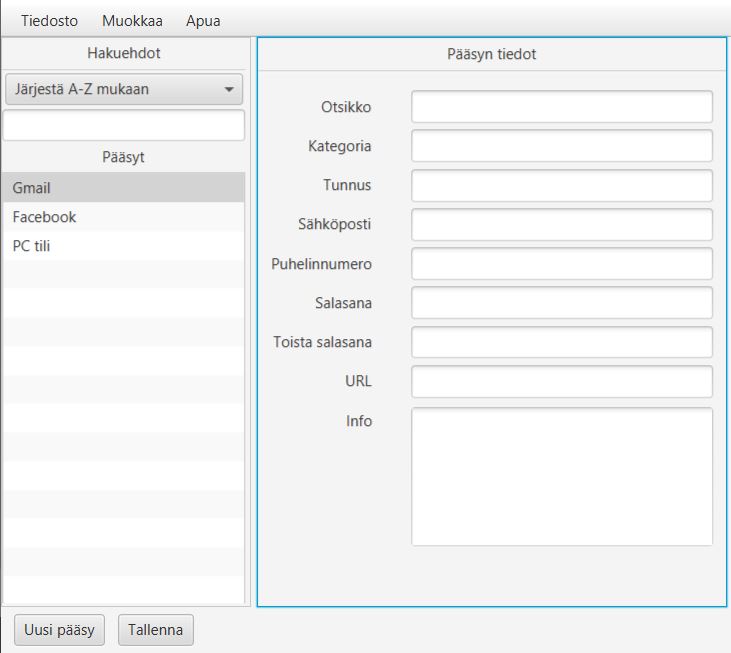 Tiedosto Muokkaa Apua
Hakuehdot
Järjestä A-Z mukaan
Pääsyt
Gmail
Facebook
PC tili
Pääsyn tiedot
Otsikko
Kategoria
Tunnus
Sähköposti
Puhelinnumero
Salasana
Toista salasana
URL
Info
Uusi pääsy Tallenna